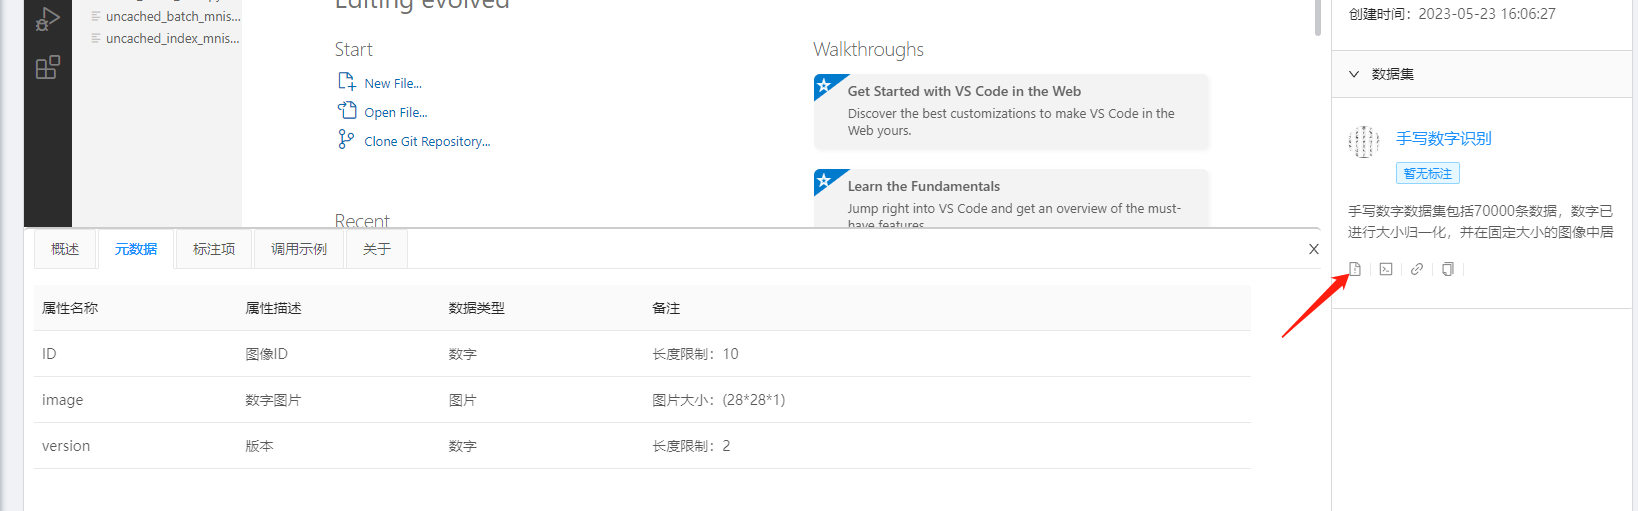 uncached_batch_mnis...
uncached_index_mnis...
Editing evolved
Start
New File...
Open File...
Clone Git Repository...
Recent
Walkthroughs
Get Started with VS Code in the Web
Discover the best customizations to make VS Code in the
Web yours.
Learn the Fundamentals
Jump right into VS Code and get an overview of the must-
have features
创建时间：2023-05-23 16:06:27
数据集
手写数字识别
暂无标注
手写数字数据集包括70000条数据，数字已
进行大小归一化，并在固定大小的图像中居
概述 元数据 标注项 调用示例 关于
属性名称 属性描述 数据类型 备注
ID 图像ID 数字 长度限制：10
image 数字图片 图片 图片大小：(28*28*1)
version 版本 数字 长度限制：2